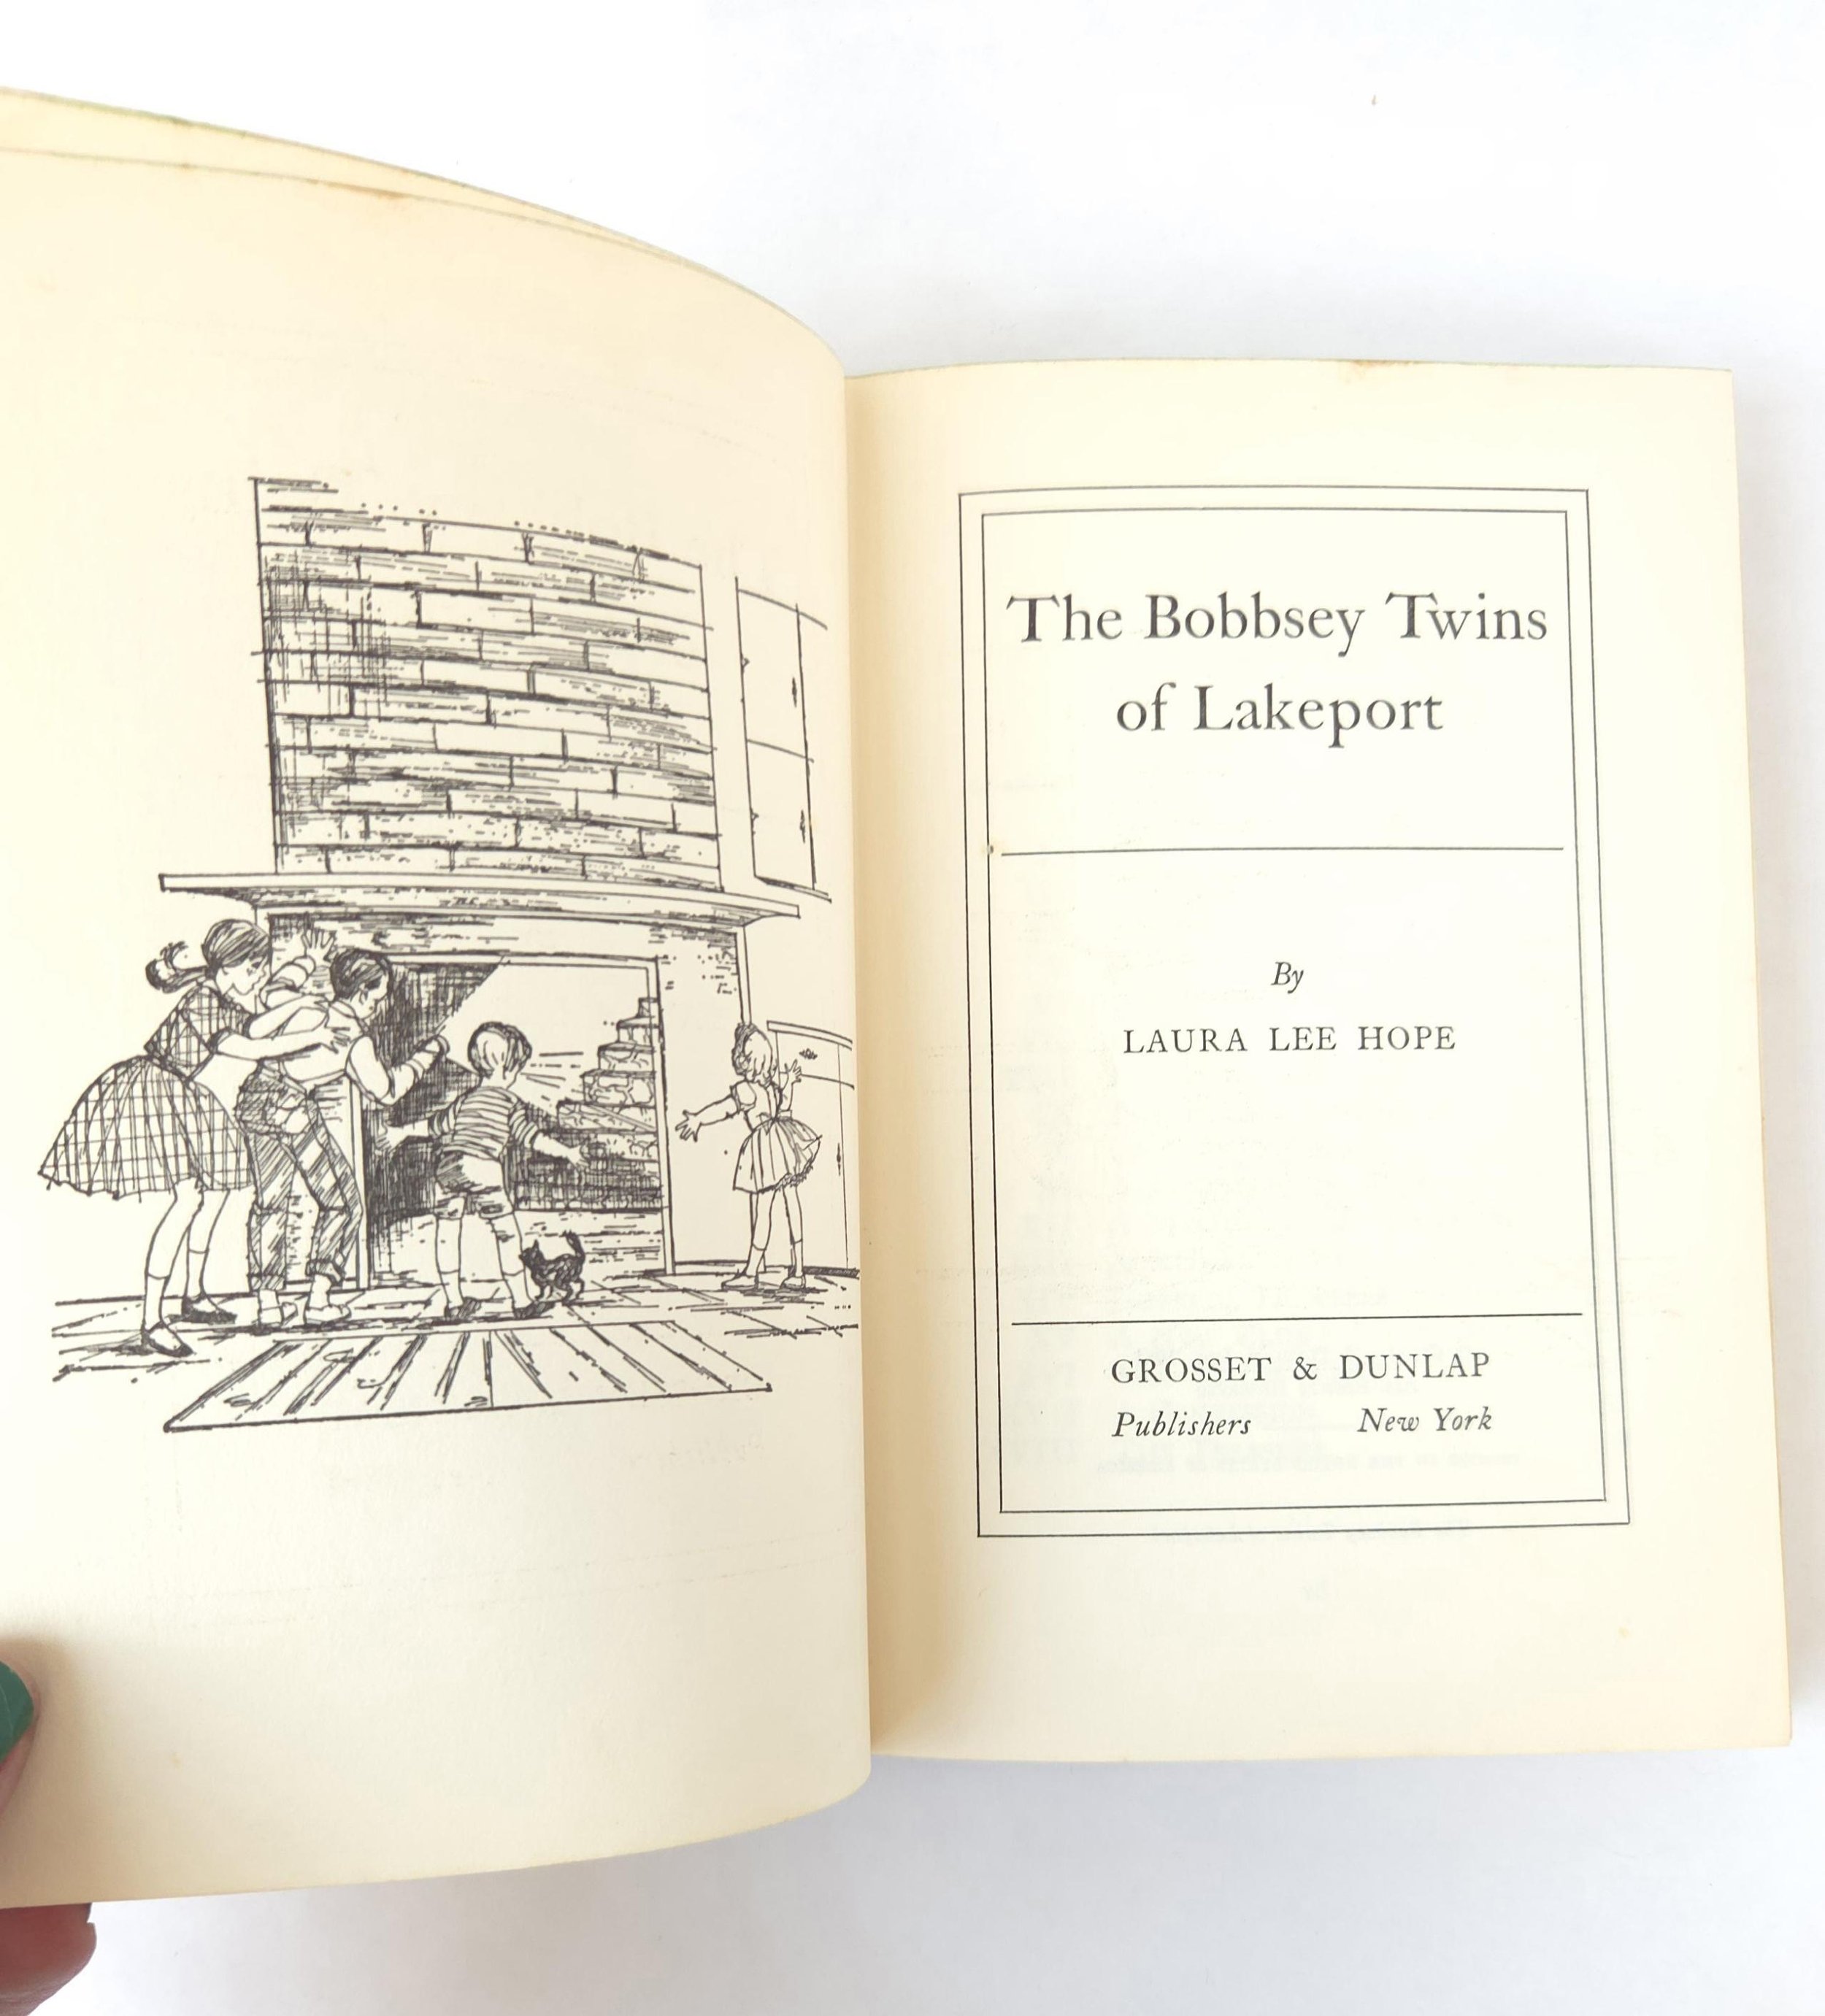 The Bobbsey Twins
of Lakeport
By
LAURA LEE HOPE
GROSSET & DUNLAP
Publishers New York